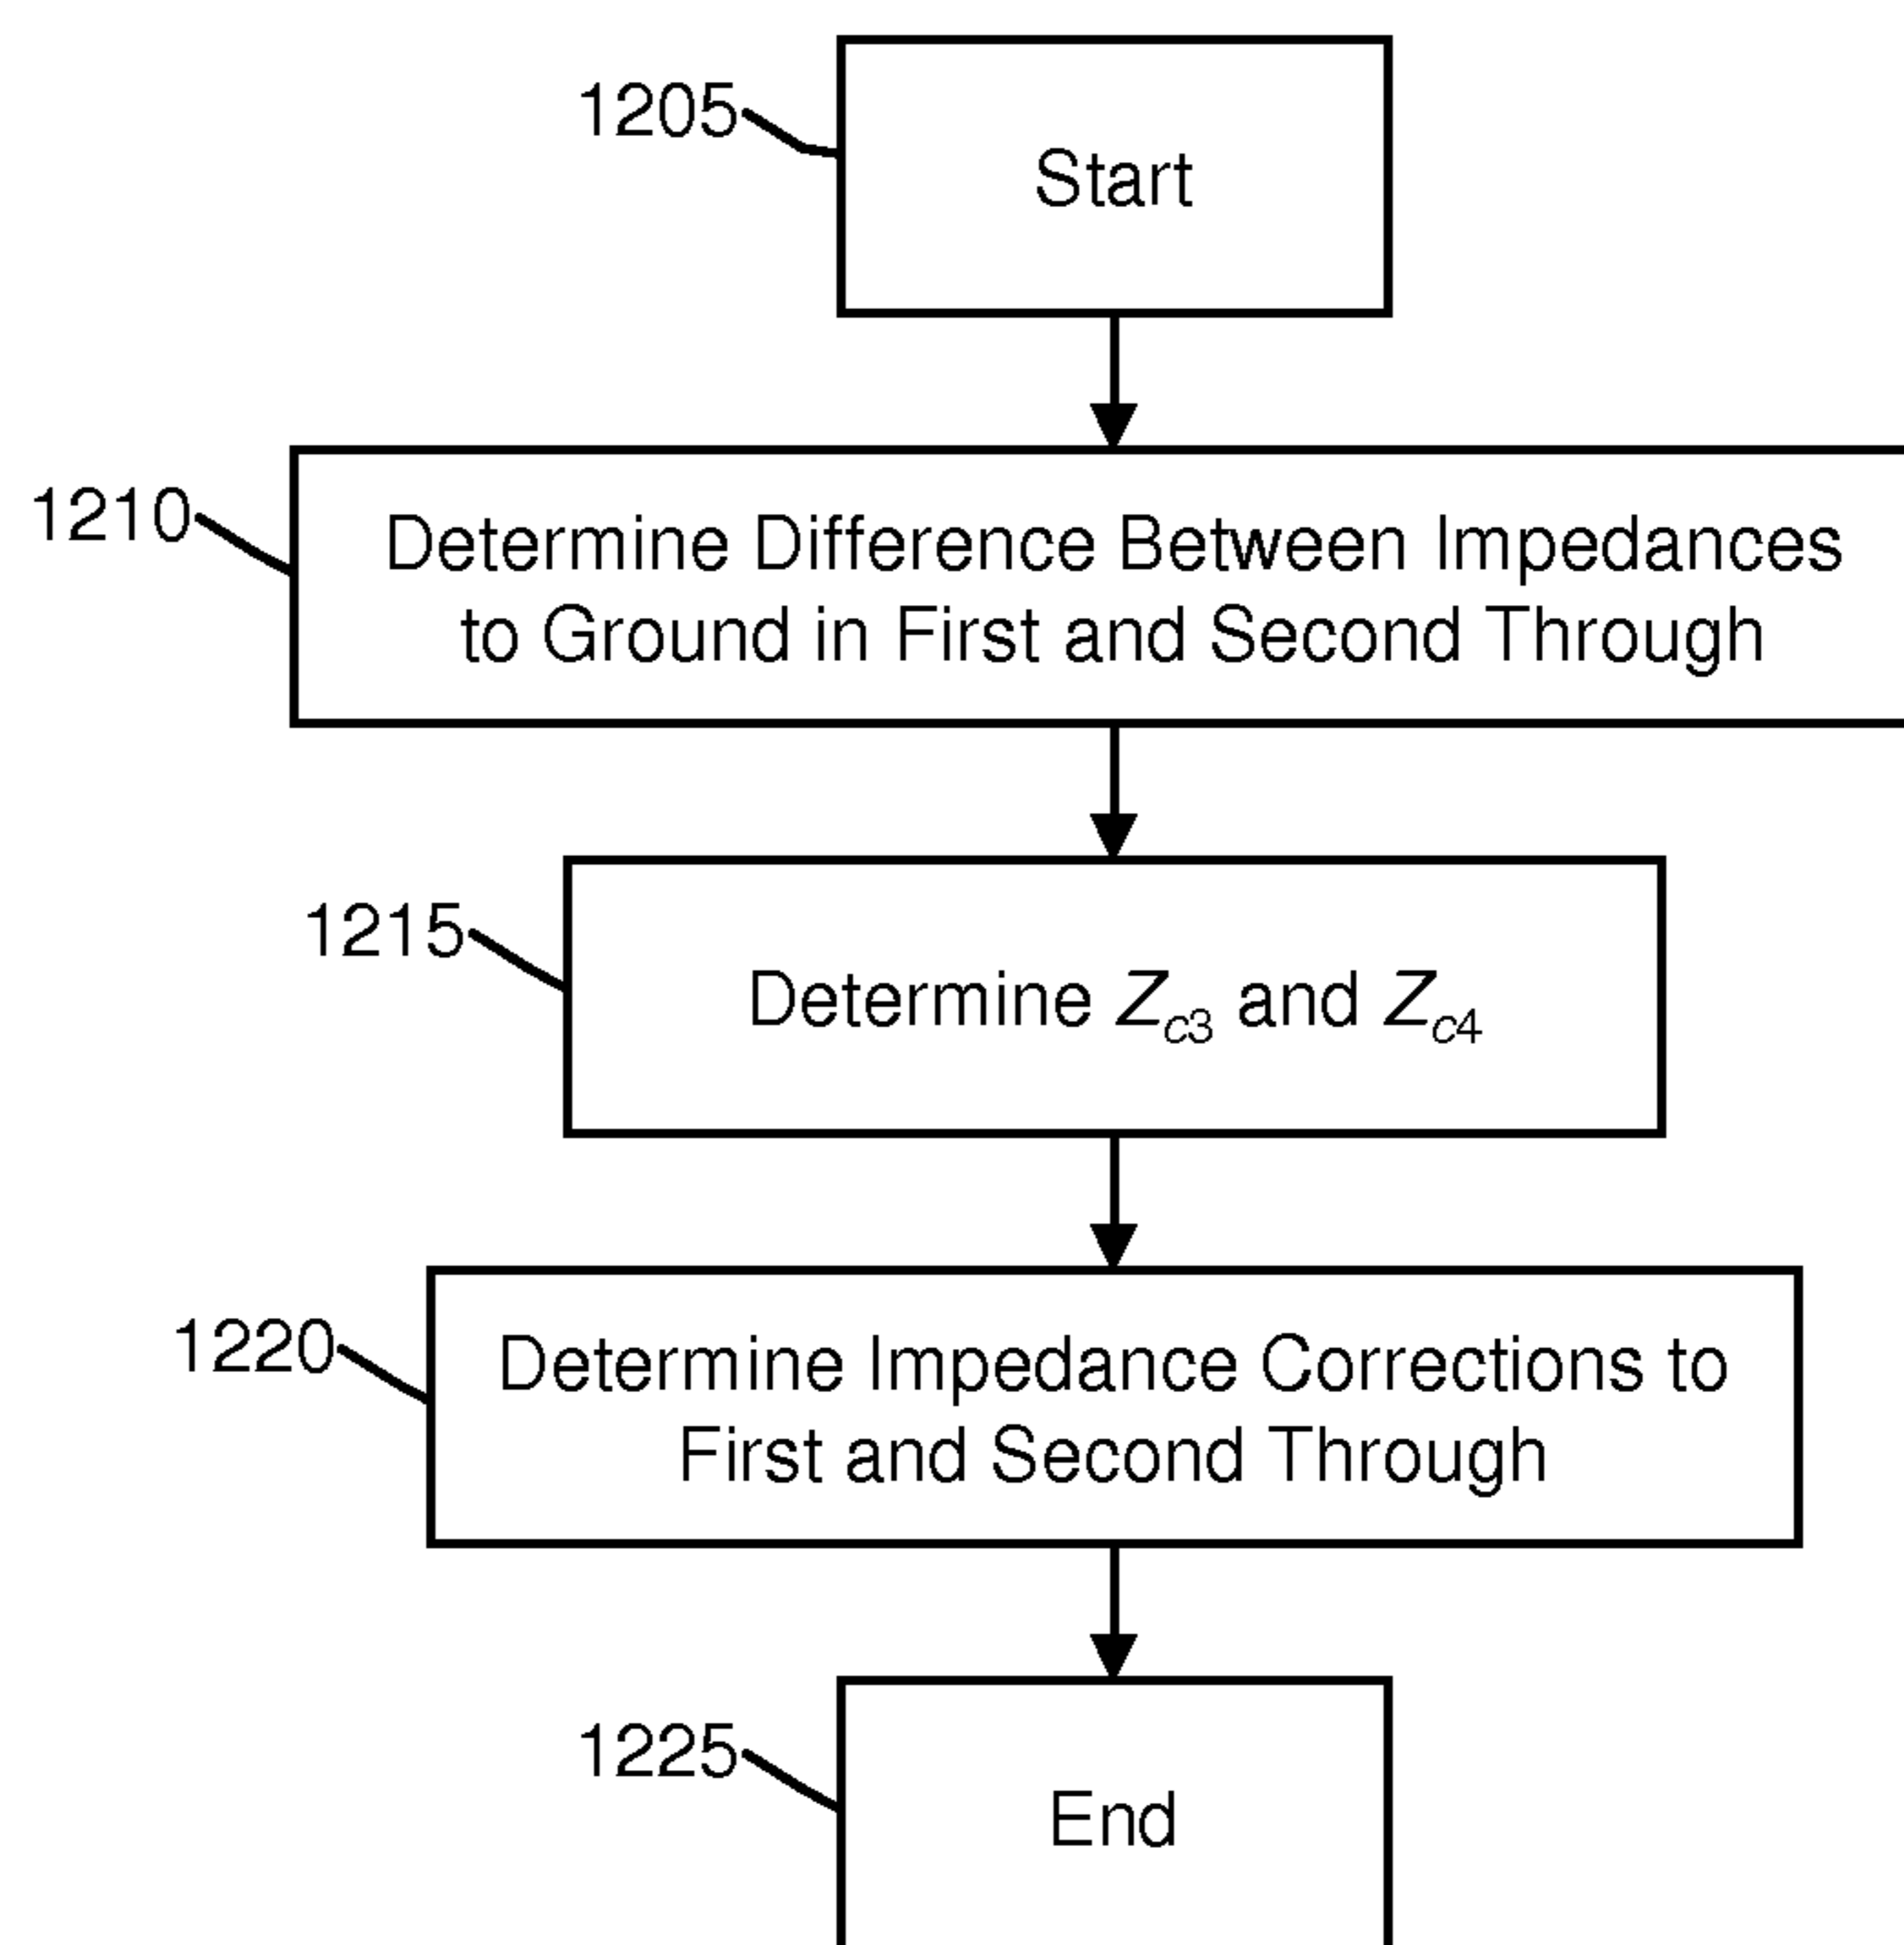 1205
Start
1210
Determine Difference Between Impedances
to Ground in First and Second Through
1215
Determine Zc3 and Zc4
1220
Determine Impedance Corrections to
First and Second Through
1225
End